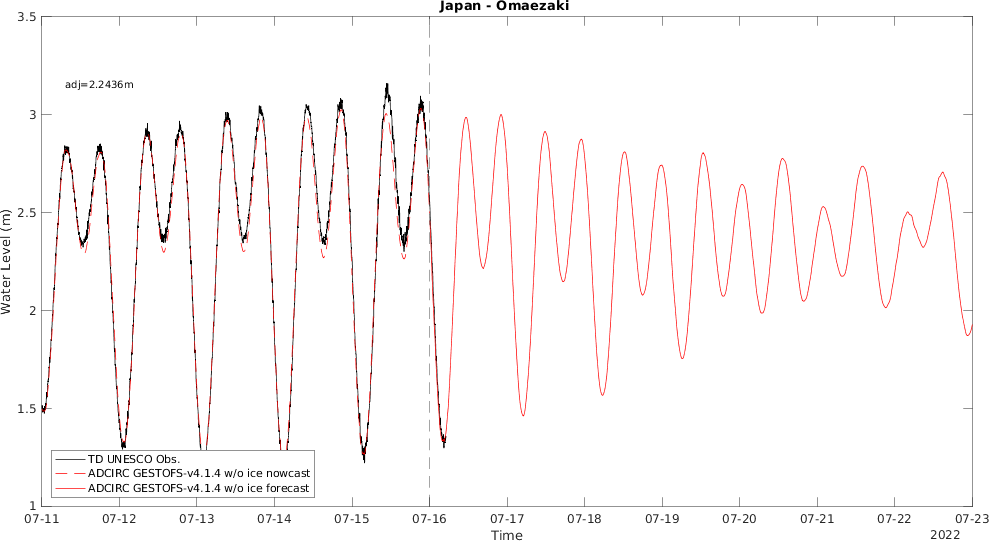 Japan - Omaezaki
3.5
adj=2.2436m
3
2.5
Water Level (m)
2
1.5
TD UNESCO Obs.
ADCIRC GESTOFS-v4.1.4 w/o ice nowcast
ADCIRC GESTOFS-v4.1.4 w/o ice forecast
1
07-11 07-12 07-13 07-14 07-15 07-16 07-17 07-18 07-19 07-20 07-21 07-22 07-23
Time
2022